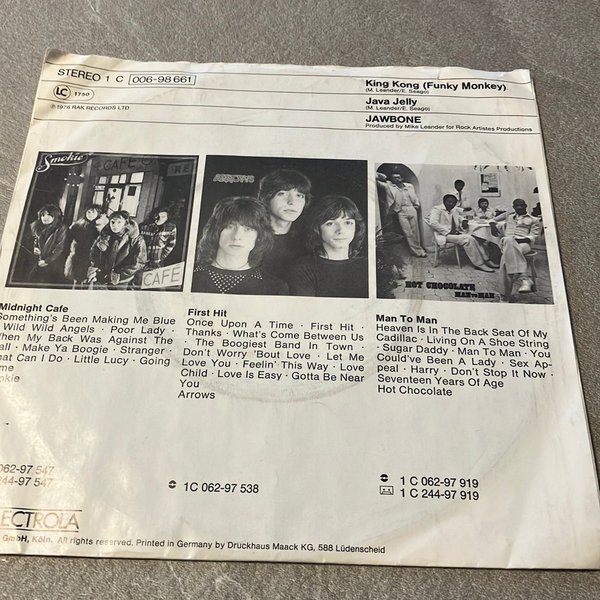 STEREO 1 C 006-98 661
LC 1750
℗ 1976 RAK RECORDS LTD
King Kong (Funky Monkey)
(M. Leander/E. Seago)
Java Jelly
(M. Leander/E. Seago)
JAWBONE
Produced by Mike Leander for Rock Artistes Productions
Smokie
CAFE
CAFE
ARROWS
HOT CHOCOLATE
MAN TO MAN
Midnight Cafe
Something's Been Making Me Blue
Wild Wild Angels · Poor Lady ·
When My Back Was Against The
all · Make Ya Boogie · Stranger ·
hat Can I Do · Little Lucy · Going
me
okie
First Hit
Once Upon A Time · First Hit ·
Thanks · What's Come Between Us
· The Boogiest Band In Town ·
Don't Worry 'Bout Love · Let Me
Love You · Feelin' This Way · Love
Child · Love Is Easy · Gotta Be Near
You
Arrows
Man To Man
Heaven Is In The Back Seat Of My
Cadillac · Living On A Shoe String
· Sugar Daddy · Man To Man · You
Could've Been A Lady · Sex Ap-
peal · Harry · Don't Stop It Now ·
Seventeen Years Of Age
Hot Chocolate
062-97 547
244-97 547
1C 062-97 538
1 C 062-97 919
1 C 244-97 919
LECTROLA
GmbH, Köln. All rights reserved. Printed in Germany by Druckhaus Maack KG, 588 Lüdenscheid